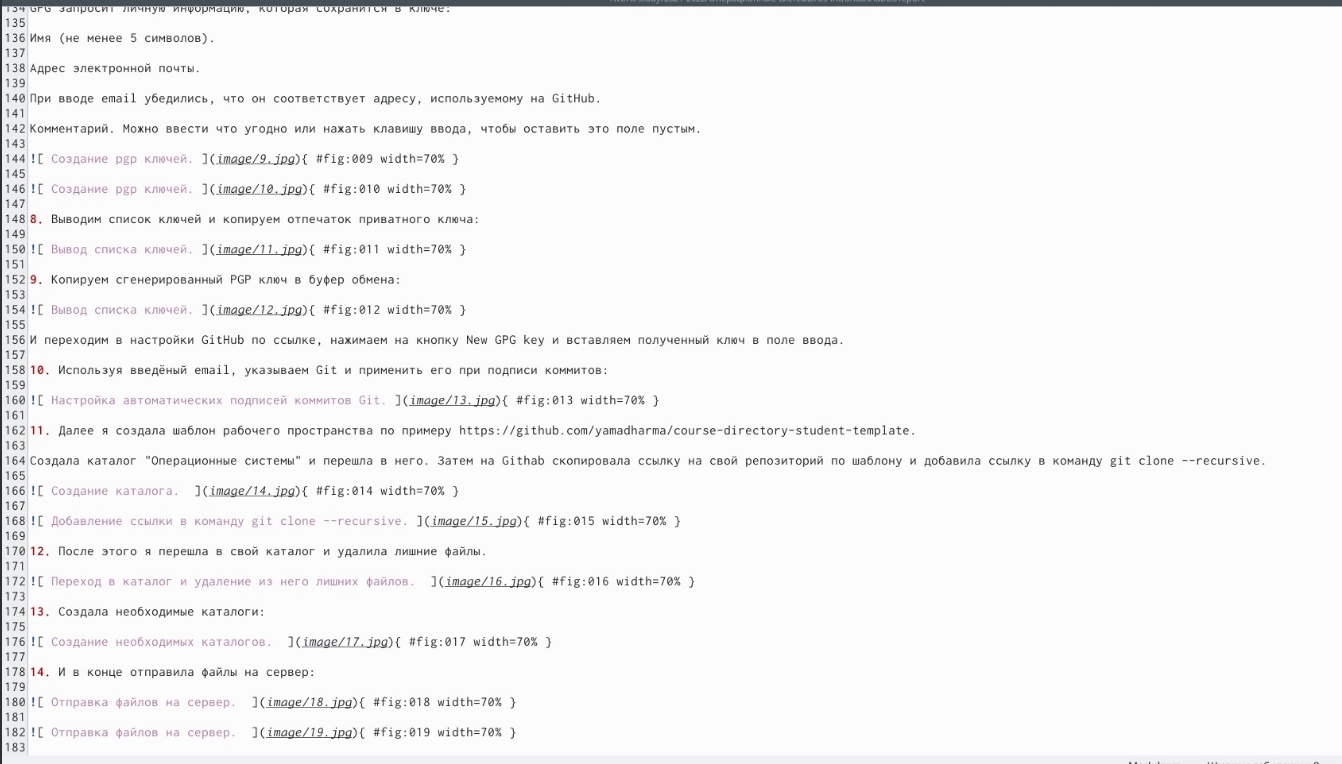 134 GPG запросит личную информацию, которая сохранится в ключе:
135
136 Имя (не менее 5 символов).
137
138 Адрес электронной почты.
139
140 При вводе email убедились, что он соответствует адресу, используемому на GitHub.
141
142 Комментарий. Можно ввести что угодно или нажать клавишу ввода, чтобы оставить это поле пустым.
143
144 ![ Создание pgp ключей. ](image/9.jpg){ #fig:009 width=70% }
145
146 ![ Создание pgp ключей. ](image/10.jpg){ #fig:010 width=70% }
147
148 8. Выводим список ключей и копируем отпечаток приватного ключа:
149
150 ![ Вывод списка ключей. ](image/11.jpg){ #fig:011 width=70% }
151
152 9. Копируем сгенерированный PGP ключ в буфер обмена:
153
154 ![ Вывод списка ключей. ](image/12.jpg){ #fig:012 width=70% }
155
156 И переходим в настройки GitHub по ссылке, нажимаем на кнопку New GPG key и вставляем полученный ключ в поле ввода.
157
158 10. Используя введёный email, указываем Git и применить его при подписи коммитов:
159
160 ![ Настройка автоматических подписей коммитов Git. ](image/13.jpg){ #fig:013 width=70% }
161
162 11. Далее я создала шаблон рабочего пространства по примеру https://github.com/yamadharma/course-directory-student-template.
163
164 Создала каталог "Операционные системы" и перешла в него. Затем на Githab скопировала ссылку на свой репозиторий по шаблону и добавила ссылку в команду git clone --recursive.
165
166 ![ Создание каталога.  ](image/14.jpg){ #fig:014 width=70% }
167
168 ![ Добавление ссылки в команду git clone --recursive. ](image/15.jpg){ #fig:015 width=70% }
169
170 12. После этого я перешла в свой каталог и удалила лишние файлы.
171
172 ![ Переход в каталог и удаление из него лишних файлов.  ](image/16.jpg){ #fig:016 width=70% }
173
174 13. Создала необходимые каталоги:
175
176 ![ Создание необходимых каталогов.  ](image/17.jpg){ #fig:017 width=70% }
177
178 14. И в конце отправила файлы на сервер:
179
180 ![ Отправка файлов на сервер.  ](image/18.jpg){ #fig:018 width=70% }
181
182 ![ Отправка файлов на сервер.  ](image/19.jpg){ #fig:019 width=70% }
183